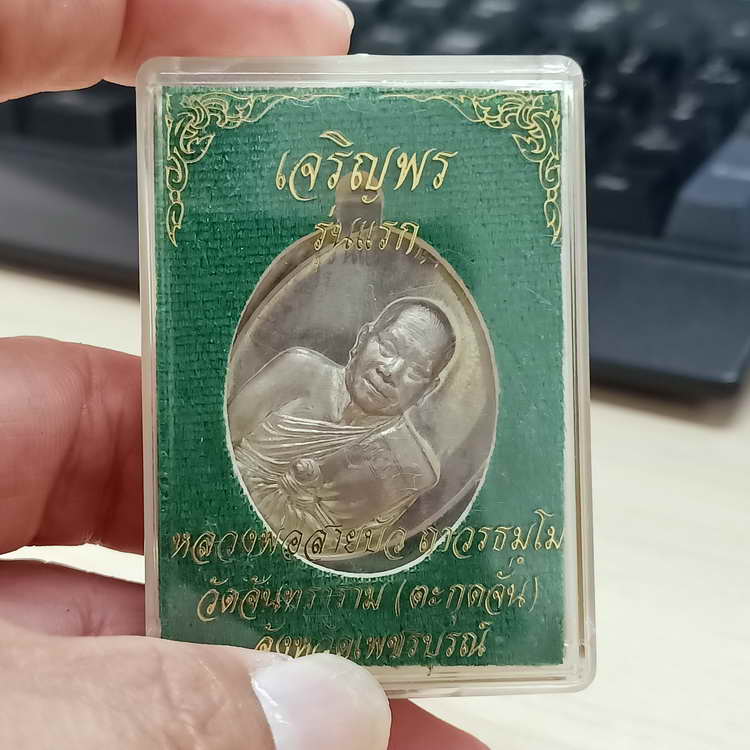 เจริญพร
รุ่นแรก
หลวงพ่อสายบัว ถาวรธมฺโม
วัดจันทราราม (ตะกุดจั่น)
จังหวัดเพชรบูรณ์